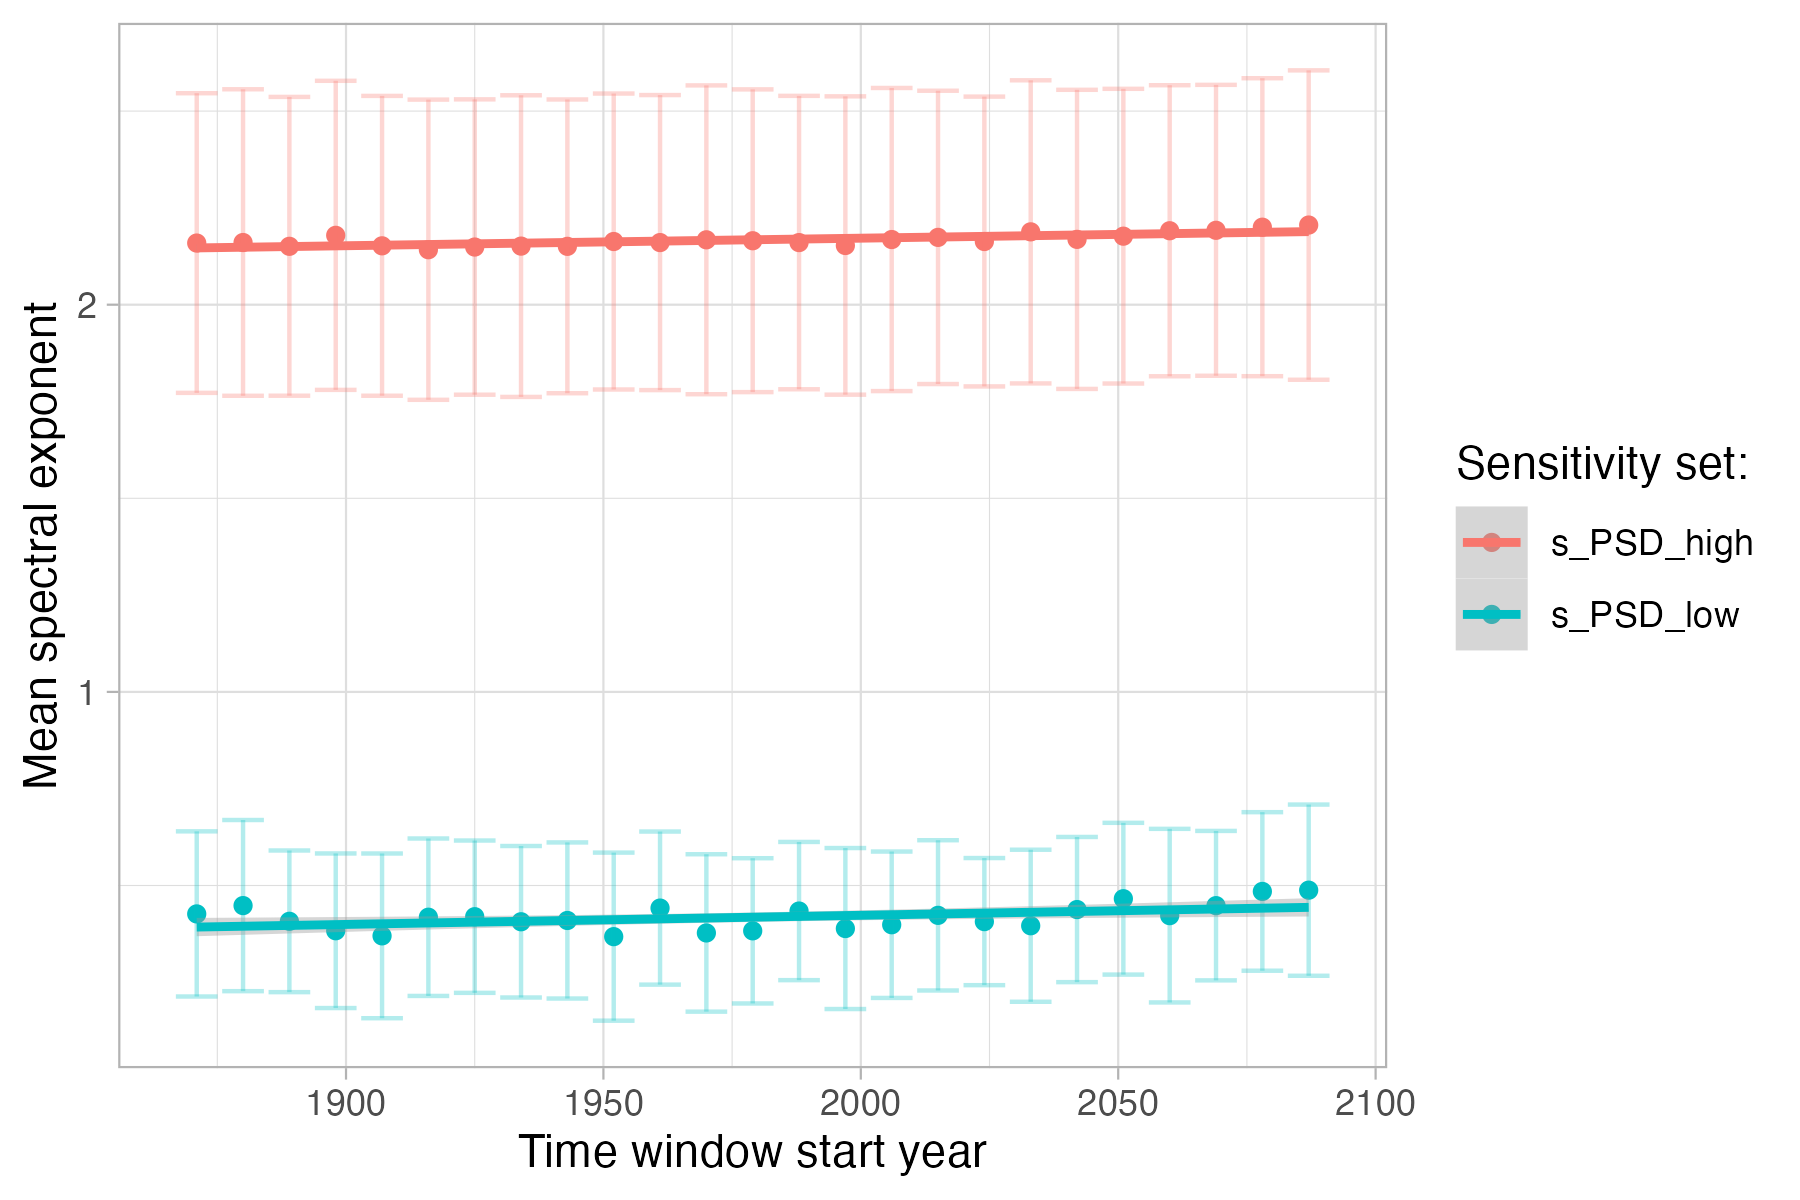 Mean spectral exponent
2
1
1900 1950 2000 2050 2100
Time window start year
Sensitivity set:
s_PSD_high
s_PSD_low